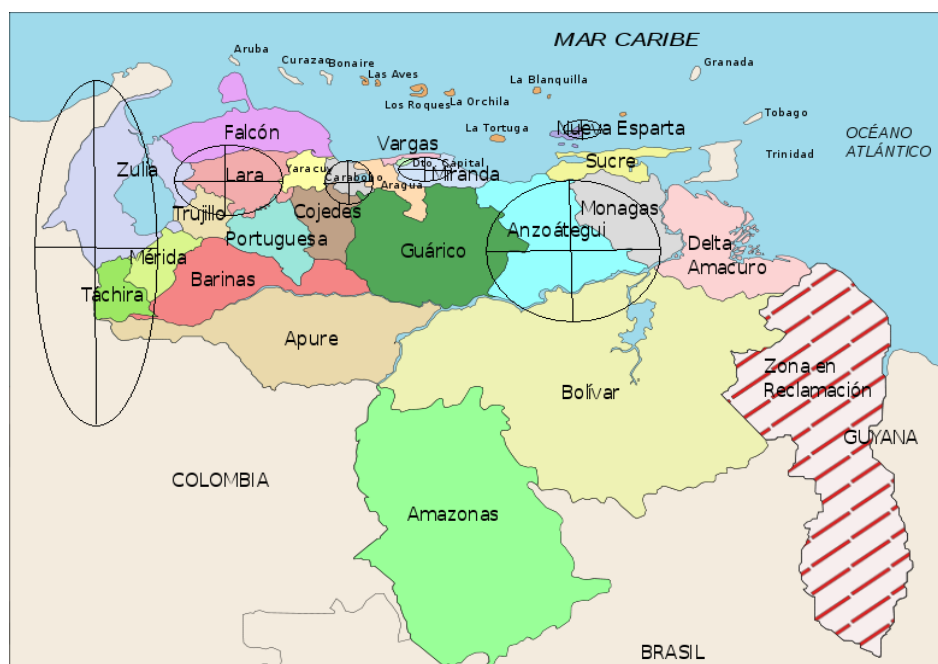 MAR CARIBE
Aruba
Curazao
Bonaire
Las Aves
Los Roques
La Orchila
La Blanquilla
Granada
La Tortuga
Nueva Esparta
Tobago
Trinidad
OCÉANO
ATLÁNTICO
Zulia
Falcón
Lara
Yaracuy
Carabobo
Aragua
Vargas
Dto. Capital
Miranda
Sucre
Trujillo
Cojedes
Portuguesa
Guárico
Anzoátegui
Monagas
Delta
Amacuro
Mérida
Táchira
Barinas
Apure
Bolívar
Zona en
Reclamación
GUYANA
COLOMBIA
Amazonas
BRASIL